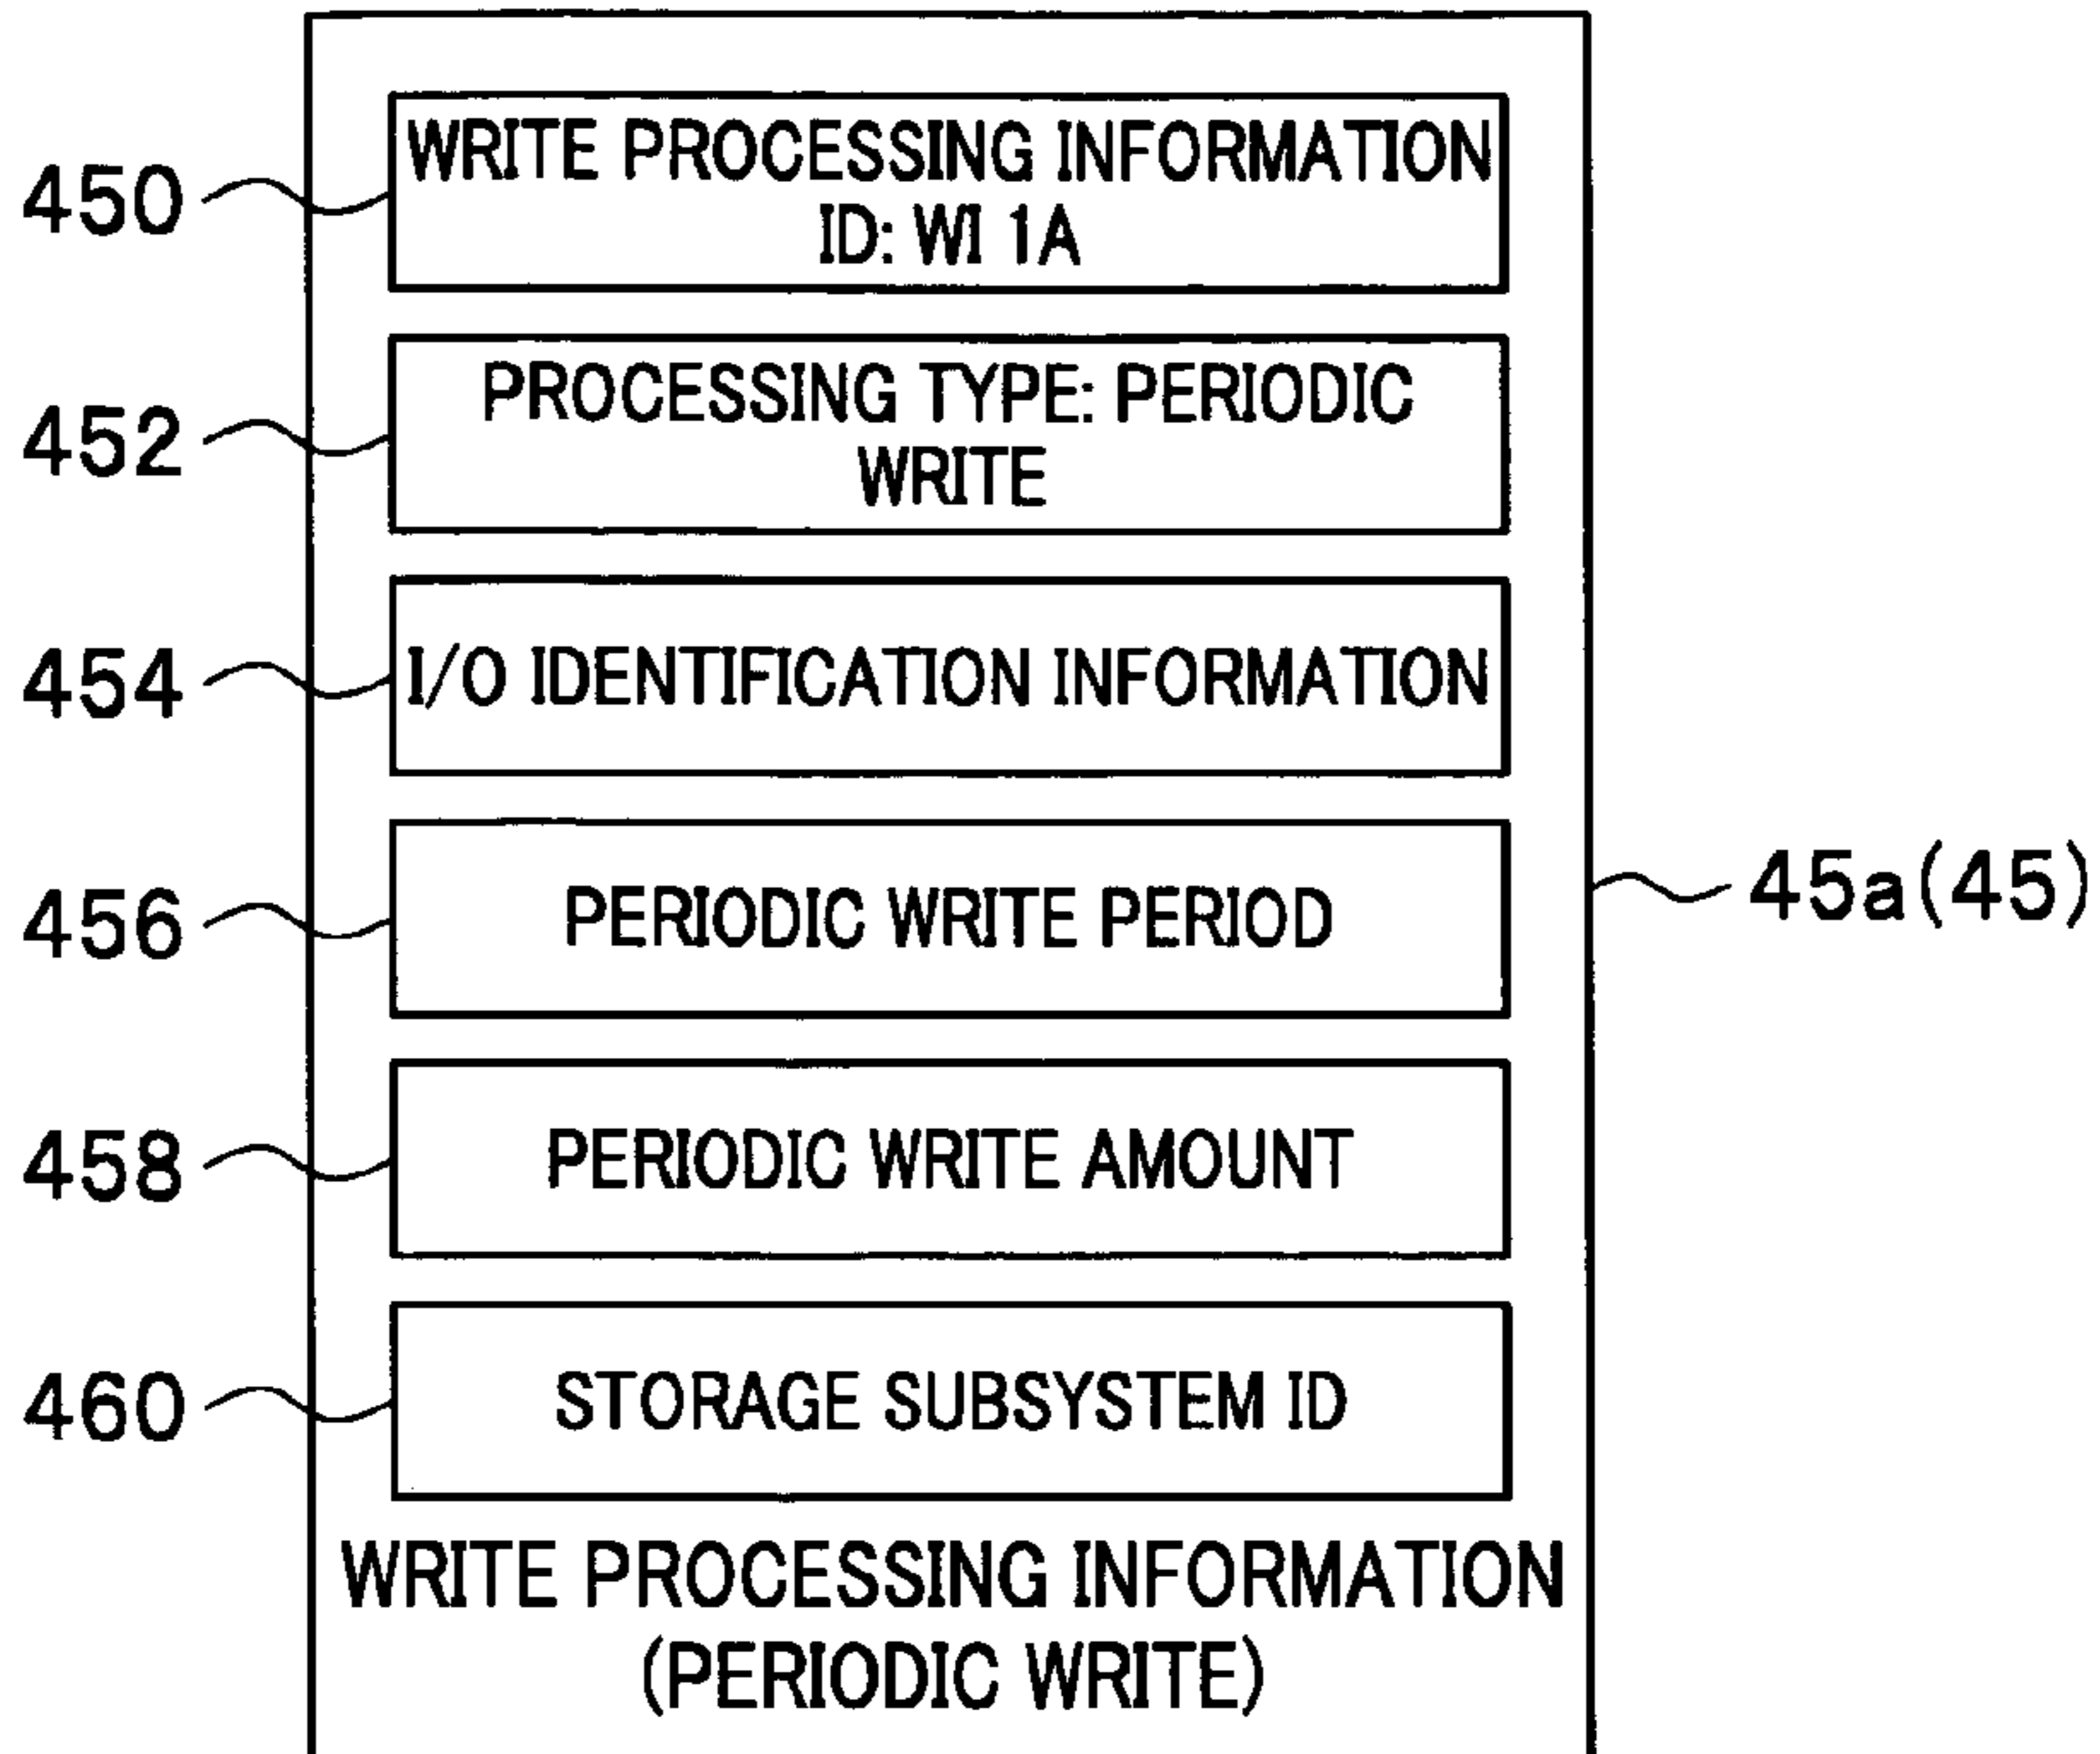 450
WRITE PROCESSING INFORMATION
ID: WI 1A
452
PROCESSING TYPE: PERIODIC
WRITE
454
I/O IDENTIFICATION INFORMATION
456
PERIODIC WRITE PERIOD
45a(45)
458
PERIODIC WRITE AMOUNT
460
STORAGE SUBSYSTEM ID
WRITE PROCESSING INFORMATION
(PERIODIC WRITE)